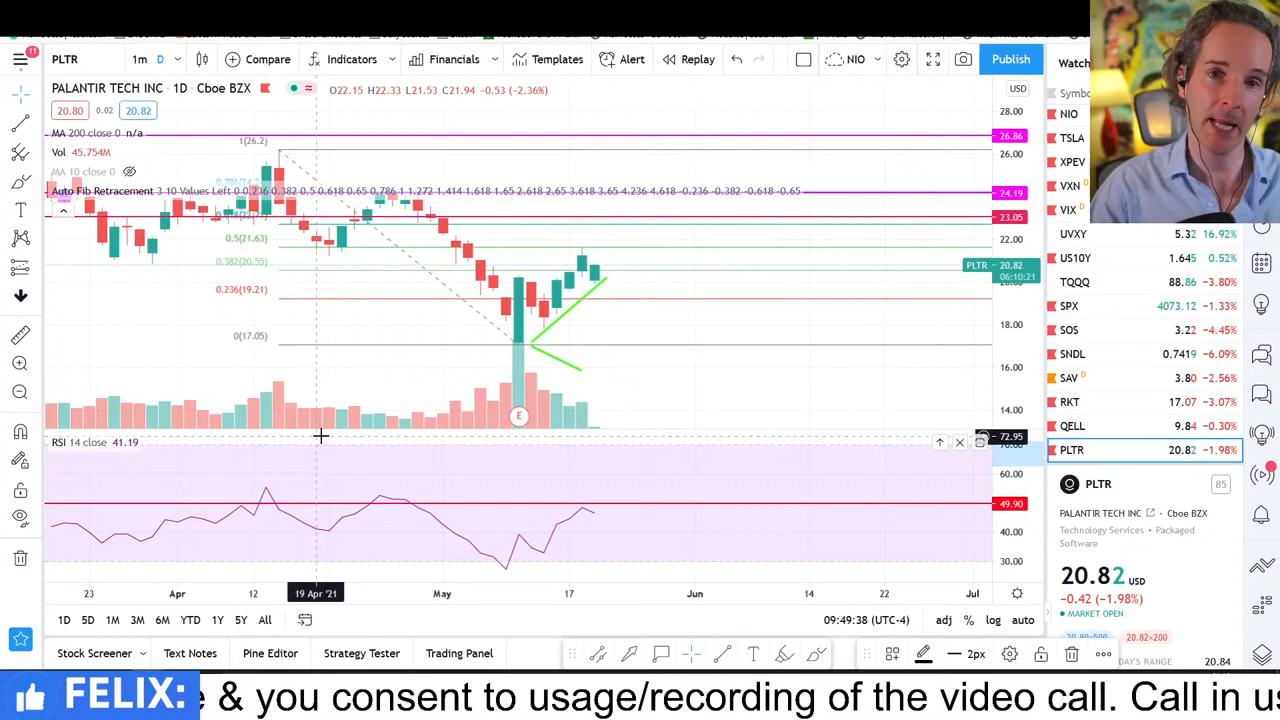 11
PLTR 1m D Compare Indicators Financials Templates Alert Replay NIO Publish
PALANTIR TECH INC · 1D · Cboe BZX O22.15 H22.33 L21.53 C21.94 −0.53 (−2.36%)
20.80 0.02 20.82
MA 200 close 0 n/a
Vol 45.754M
MA 10 close 0
Auto Fib Retracement 3 10 Values Left 0 0.236 0.382 0.5 0.618 0.65 0.786 1 1.272 1.414 1.618 1.65 2.618 2.65 3.618 3.65 4.236 4.618 -0.236 -0.382 -0.618 -0.65
1(26.2)
0.5(21.63)
0.382(20.55)
0.236(19.21)
0(17.05)
E
USD
28.00
26.86
26.00
24.19
23.05
22.00
PLTR 20.82
06:10:21
18.00
16.00
14.00
RSI 14 close 41.19
72.95
60.00
49.90
40.00
30.00
23 Apr 12 19 Apr '21 May 17 Jun 14 22 Jul
1D 5D 1M 3M 6M YTD 1Y 5Y All 09:49:38 (UTC-4) adj % log auto
Stock Screener Text Notes Pine Editor Strategy Tester Trading Panel 2px
Watch
Symbo
NIO
TSLA
XPEV
VXN D
VIX D
UVXY 5.32 16.92%
US10Y 1.645 0.52%
TQQQ 88.86 −3.80%
SPX 4073.12 −1.33%
SOS 3.22 −4.45%
SNDL 0.7419 −6.09%
SAV D 3.80 −2.56%
RKT 17.07 −3.07%
QELL 9.84 −0.30%
PLTR 20.82 −1.98%
PLTR 85
PALANTIR TECH INC · Cboe BZX
Technology Services • Packaged
Software
20.82 USD
−0.42 (−1.98%)
MARKET OPEN
20.80×500 20.82×200
DAY'S RANGE 20.84
FELIX: e & you consent to usage/recording of the video call. Call in us